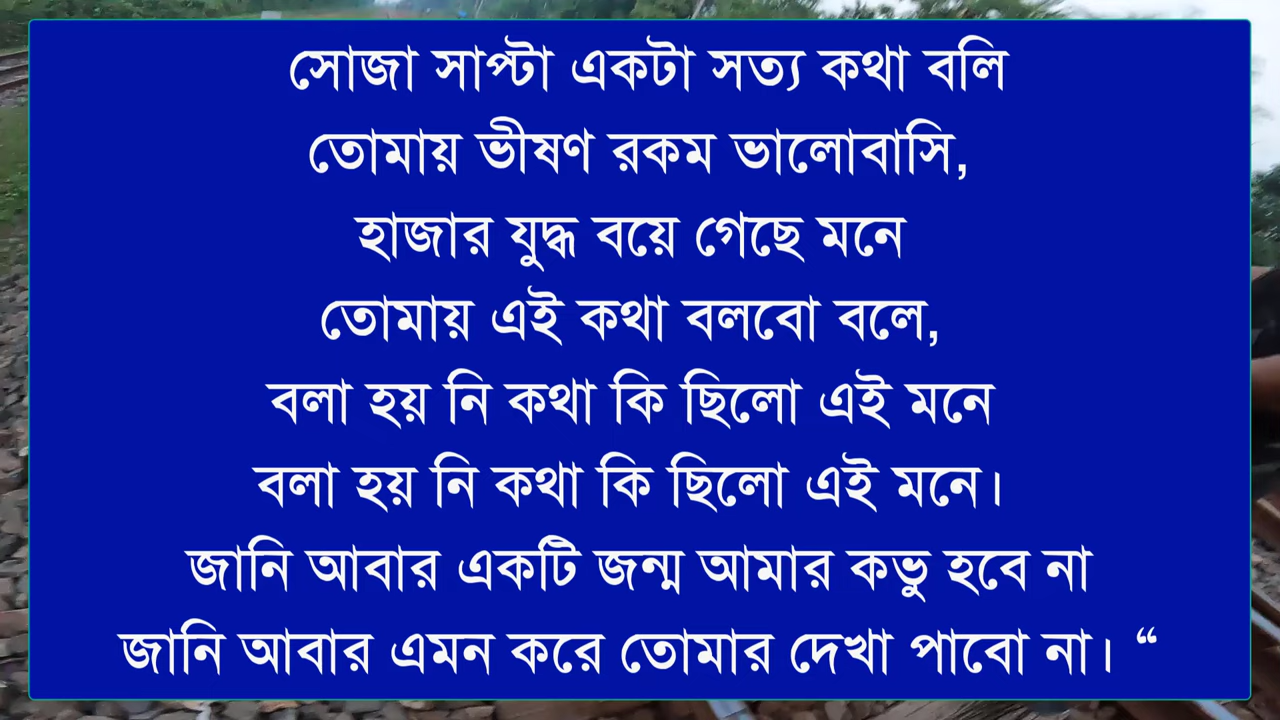 সোজা সাপ্টা একটা সত্য কথা বলি
তোমায় ভীষণ রকম ভালোবাসি,
হাজার যুদ্ধ বয়ে গেছে মনে
তোমায় এই কথা বলবো বলে,
বলা হয় নি কথা কি ছিলো এই মনে
বলা হয় নি কথা কি ছিলো এই মনে।
জানি আবার একটি জন্ম আমার কভু হবে না
জানি আবার এমন করে তোমার দেখা পাবো না। “